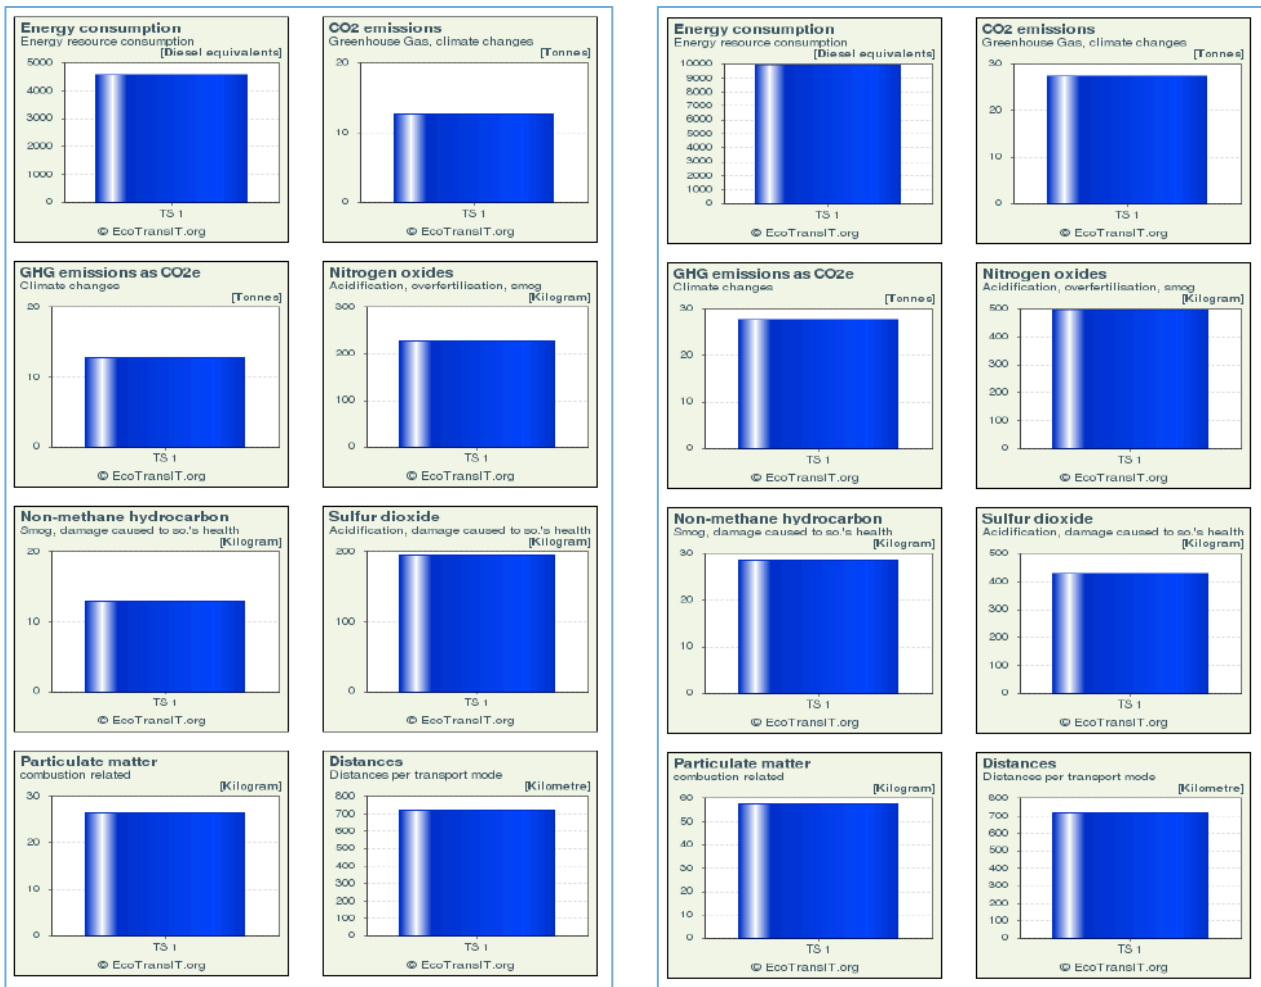 Energy consumption
Energy resource consumption
[Diesel equivalents]
5000
4000
3000
2000
1000
0
TS 1
© EcoTransIT.org
CO2 emissions
Greenhouse Gas, climate changes
[Tonnes]
20
10
0
TS 1
© EcoTransIT.org
GHG emissions as CO2e
Climate changes
[Tonnes]
20
10
0
TS 1
© EcoTransIT.org
Nitrogen oxides
Acidification, overfertilisation, smog
[Kilogram]
300
200
100
0
TS 1
© EcoTransIT.org
Non-methane hydrocarbon
Smog, damage caused to so.'s health
[Kilogram]
20
10
0
TS 1
© EcoTransIT.org
Sulfur dioxide
Acidification, damage caused to so.'s health
[Kilogram]
200
100
0
TS 1
© EcoTransIT.org
Particulate matter
combustion related
[Kilogram]
30
20
10
0
TS 1
© EcoTransIT.org
Distances
Distances per transport mode
[Kilometre]
800
700
600
500
400
300
200
100
0
TS 1
© EcoTransIT.org
Energy consumption
Energy resource consumption
[Diesel equivalents]
10000
9000
8000
7000
6000
5000
4000
3000
2000
1000
0
TS 1
© EcoTransIT.org
CO2 emissions
Greenhouse Gas, climate changes
[Tonnes]
30
20
10
0
TS 1
© EcoTransIT.org
GHG emissions as CO2e
Climate changes
[Tonnes]
30
20
10
0
TS 1
© EcoTransIT.org
Nitrogen oxides
Acidification, overfertilisation, smog
[Kilogram]
500
400
300
200
100
0
TS 1
© EcoTransIT.org
Non-methane hydrocarbon
Smog, damage caused to so.'s health
[Kilogram]
30
20
10
0
TS 1
© EcoTransIT.org
Sulfur dioxide
Acidification, damage caused to so.'s health
[Kilogram]
500
400
300
200
100
0
TS 1
© EcoTransIT.org
Particulate matter
combustion related
[Kilogram]
60
50
40
30
20
10
0
TS 1
© EcoTransIT.org
Distances
Distances per transport mode
[Kilometre]
800
700
600
500
400
300
200
100
0
TS 1
© EcoTransIT.org